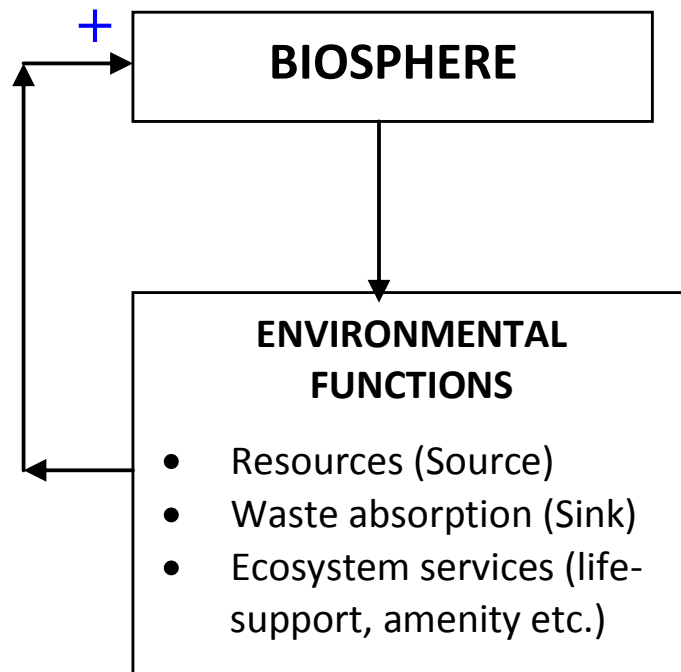 +
BIOSPHERE
ENVIRONMENTAL
FUNCTIONS
• Resources (Source)
• Waste absorption (Sink)
• Ecosystem services (life-
support, amenity etc.)